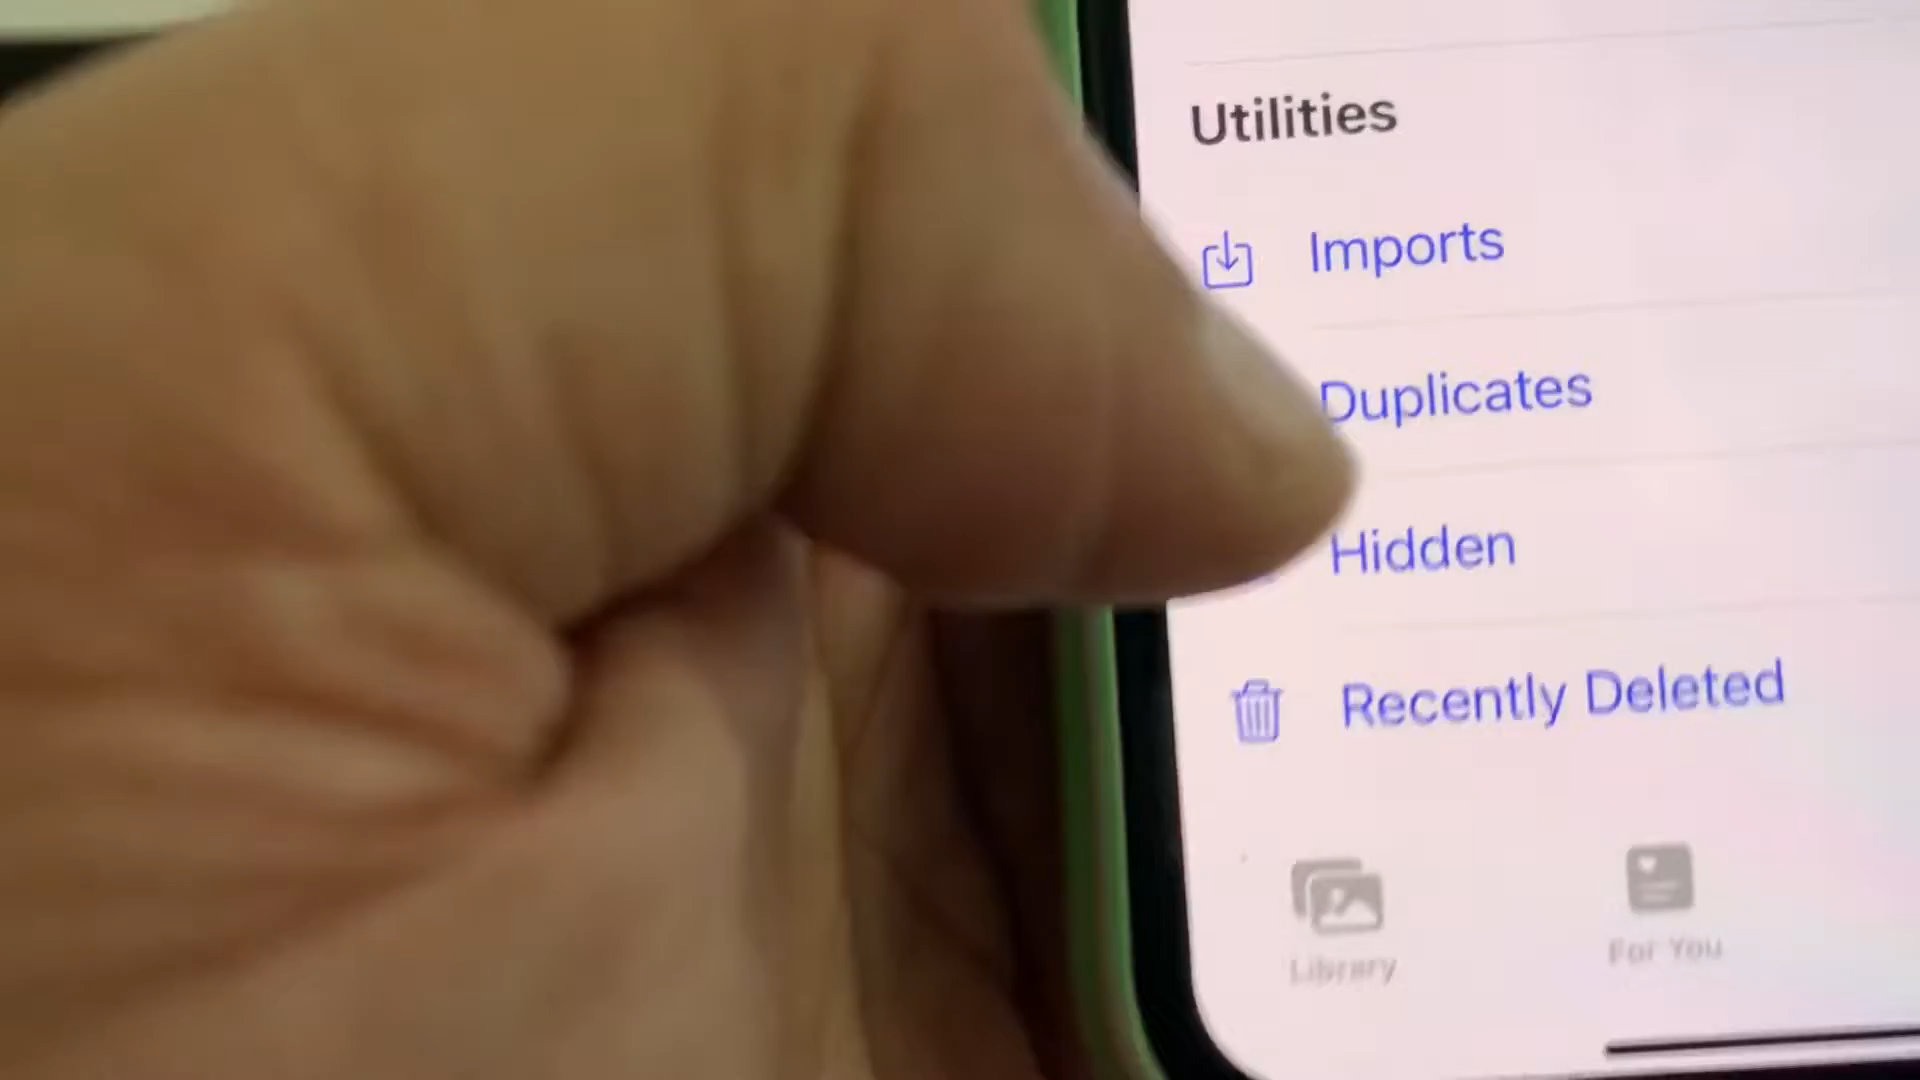 Utilities
Imports
Duplicates
Hidden
Recently Deleted
Library
For You